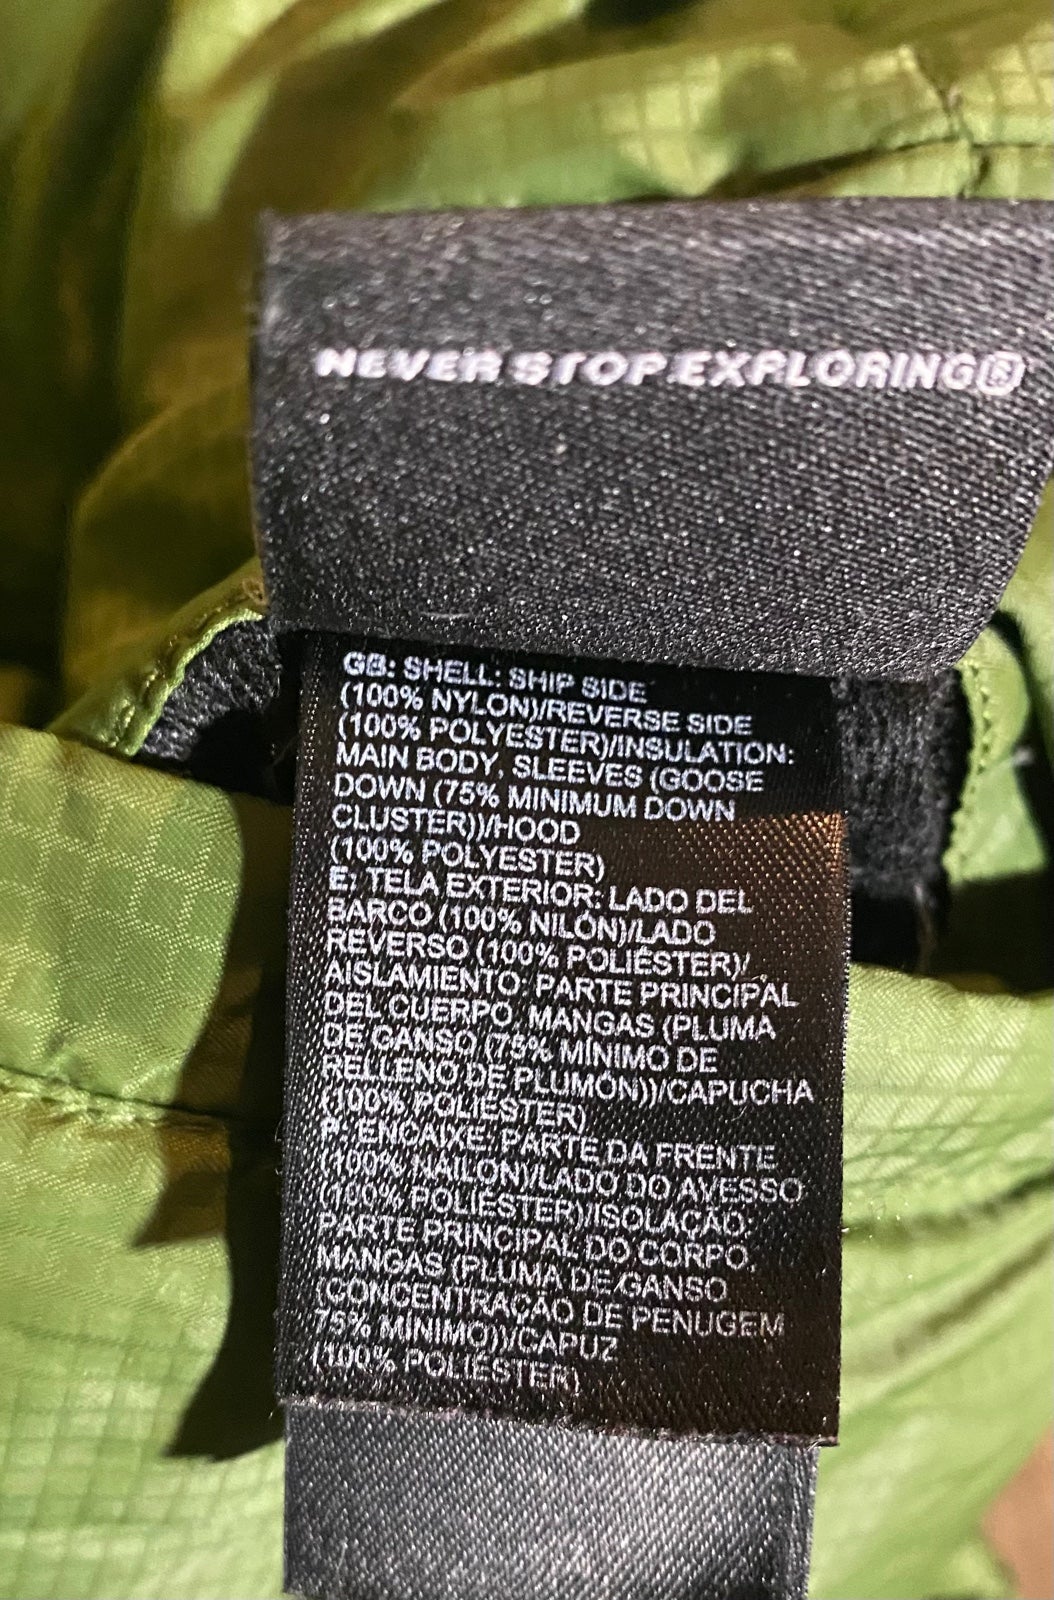 NEVER STOP EXPLORING®
GB: SHELL: SHIP SIDE
(100% NYLON)/REVERSE SIDE
(100% POLYESTER)/INSULATION:
MAIN BODY, SLEEVES (GOOSE
DOWN (75% MINIMUM DOWN
CLUSTER))/HOOD
(100% POLYESTER)
E: TELA EXTERIOR: LADO DEL
BARCO (100% NILÓN)/LADO
REVERSO (100% POLIÉSTER)/
AISLAMIENTO: PARTE PRINCIPAL
DEL CUERPO, MANGAS (PLUMA
DE GANSO (75% MÍNIMO DE
RELLENO DE PLUMÓN))/CAPUCHA
(100% POLIÉSTER)
P: ENCAIXE: PARTE DA FRENTE
(100% NÁILON)/LADO DO AVESSO
(100% POLIÉSTER)/ISOLAÇÃO:
PARTE PRINCIPAL DO CORPO,
MANGAS (PLUMA DE GANSO
(CONCENTRAÇÃO DE PENUGEM
75% MÍNIMO))/CAPUZ
(100% POLIÉSTER)